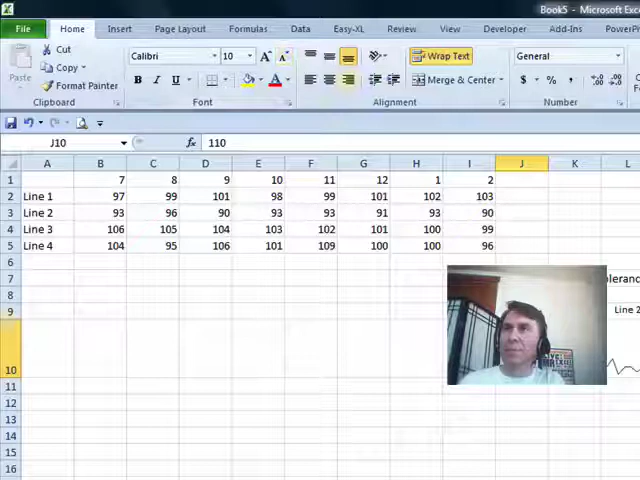 Book5 - Microsoft Exc
File Home Insert Page Layout Formulas Data Easy-XL Review View Developer Add-Ins PowerPi
Cut
Copy
Format Painter
Paste
Calibri 10 A A
B I U A
Wrap Text
Merge & Center
General
$ % ,
Clipboard Font Alignment Number
J10 fx 110
A B C D E F G H I J K L
1 7 8 9 10 11 12 1 2
2 Line 1 97 99 101 98 99 101 102 103
3 Line 2 93 96 90 93 93 91 93 90
4 Line 3 106 105 104 103 102 101 100 99
5 Line 4 104 95 106 101 109 100 100 96
6
7 oleranc
8
9 Line 2
10
11
12
13
14
15
16